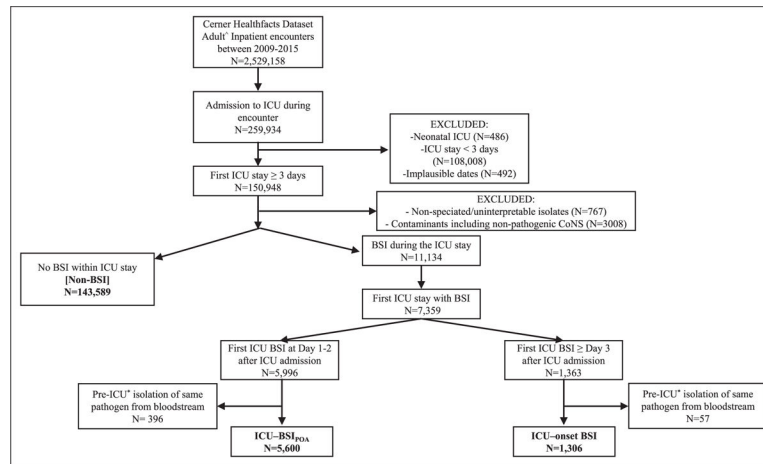 Cerner Healthfacts Dataset
Adult^ Inpatient encounters
between 2009-2015
N=2,529,158
Admission to ICU during
encounter
N=259,934
EXCLUDED:
-Neonatal ICU (N=486)
-ICU stay < 3 days
(N=108,008)
-Implausible dates (N=492)
First ICU stay ≥ 3 days
N=150,948
EXCLUDED:
- Non-speciated/uninterpretable isolates (N=767)
- Contaminants including non-pathogenic CoNS (N=3008)
No BSI within ICU stay
[Non-BSI]
N=143,589
BSI during the ICU stay
N=11,134
First ICU stay with BSI
N=7,359
First ICU BSI at Day 1-2
after ICU admission
N=5,996
First ICU BSI ≥ Day 3
after ICU admission
N=1,363
Pre-ICU* isolation of same
pathogen from bloodstream
N= 396
Pre-ICU* isolation of same
pathogen from bloodstream
N=57
ICU–BSIPOA
N=5,600
ICU–onset BSI
N=1,306